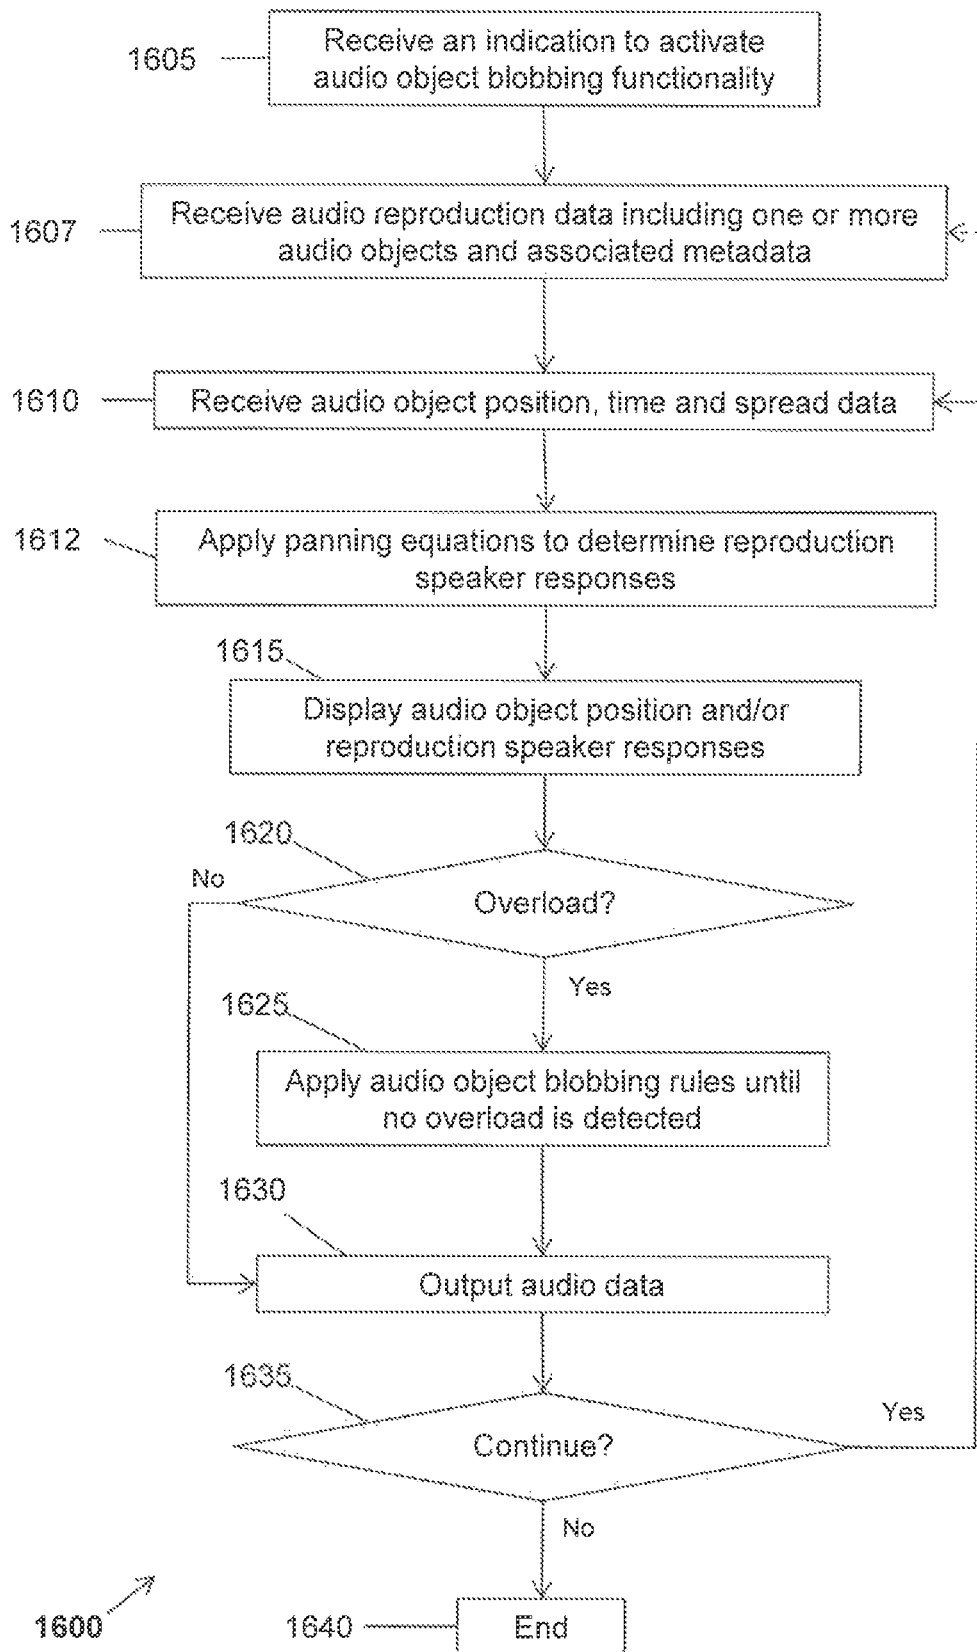 1605
Receive an indication to activate
audio object blobbing functionality
1607
Receive audio reproduction data including one or more
audio objects and associated metadata
1610
Receive audio object position, time and spread data
1612
Apply panning equations to determine reproduction
speaker responses
1615
Display audio object position and/or
reproduction speaker responses
1620
No
Overload?
Yes
1625
Apply audio object blobbing rules until
no overload is detected
1630
Output audio data
1635
Yes
Continue?
No
1600
1640
End